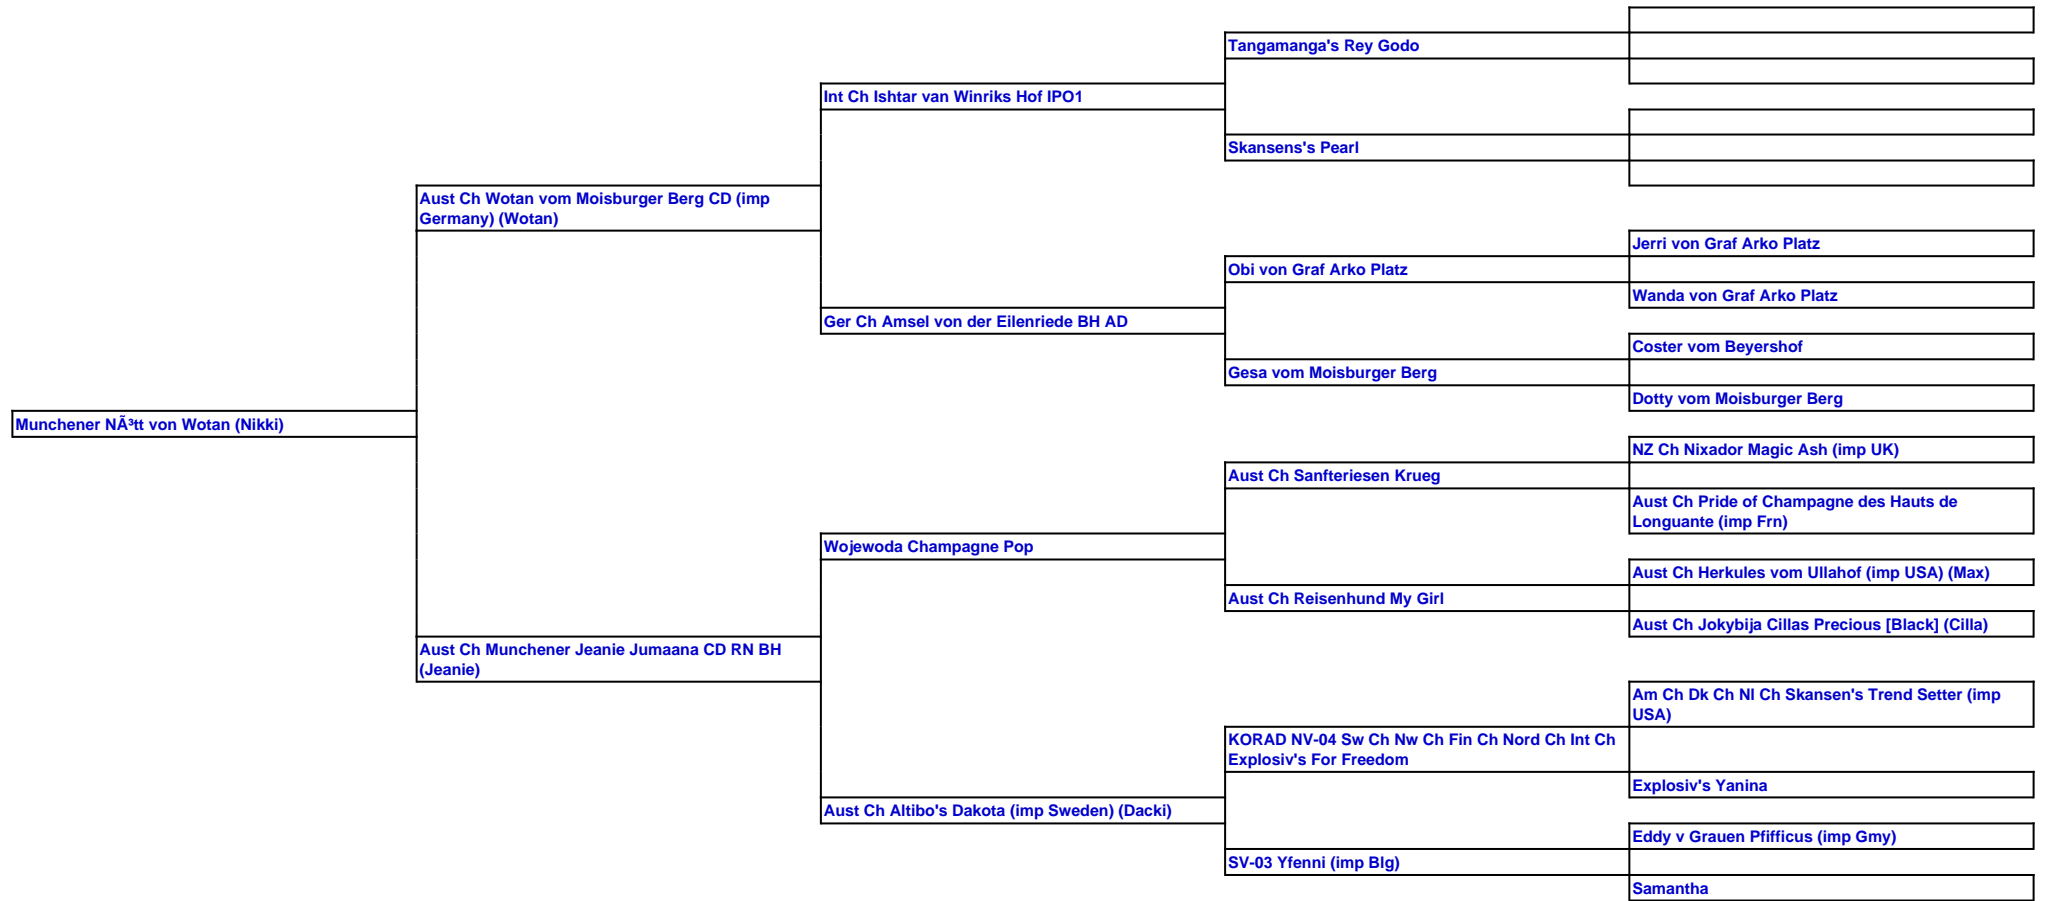 Tangamanga's Rey Godo
Int Ch Ishtar van Winriks Hof IPO1
Skansens's Pearl
Aust Ch Wotan vom Moisburger Berg CD (imp
Germany) (Wotan)
Jerri von Graf Arko Platz
Obi von Graf Arko Platz
Wanda von Graf Arko Platz
Ger Ch Amsel von der Eilenriede BH AD
Coster vom Beyershof
Gesa vom Moisburger Berg
Dotty vom Moisburger Berg
Munchener NÃ³tt von Wotan (Nikki)
NZ Ch Nixador Magic Ash (imp UK)
Aust Ch Sanfteriesen Krueg
Aust Ch Pride of Champagne des Hauts de
Longuante (imp Frn)
Wojewoda Champagne Pop
Aust Ch Herkules vom Ullahof (imp USA) (Max)
Aust Ch Reisenhund My Girl
Aust Ch Jokybija Cillas Precious [Black] (Cilla)
Aust Ch Munchener Jeanie Jumaana CD RN BH
(Jeanie)
Am Ch Dk Ch Nl Ch Skansen's Trend Setter (imp
USA)
KORAD NV-04 Sw Ch Nw Ch Fin Ch Nord Ch Int Ch
Explosiv's For Freedom
Explosiv's Yanina
Aust Ch Altibo's Dakota (imp Sweden) (Dacki)
Eddy v Grauen Pfifficus (imp Gmy)
SV-03 Yfenni (imp Blg)
Samantha